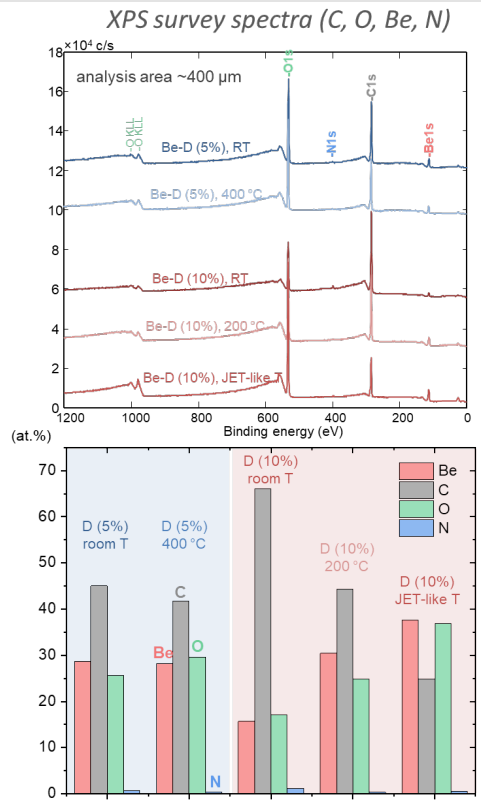 XPS survey spectra (C, O, Be, N)
18×10⁴ c/s
analysis area ~400 μm
16
14
12
10
8
6
4
2
0
-O KLL
-O KLL
-O1s
-N1s
-C1s
-Be1s
Be-D (5%), RT
Be-D (5%), 400 °C
Be-D (10%), RT
Be-D (10%), 200 °C
Be-D (10%), JET-like T
1200 1000 800 600 400 200 0
Binding energy (eV)
(at.%)
70
60
50
40
30
20
10
0
D (5%)
room T
D (5%)
400 °C
D (10%)
room T
D (10%)
200 °C
D (10%)
JET-like T
Be
C
O
N
C
Be
O
N